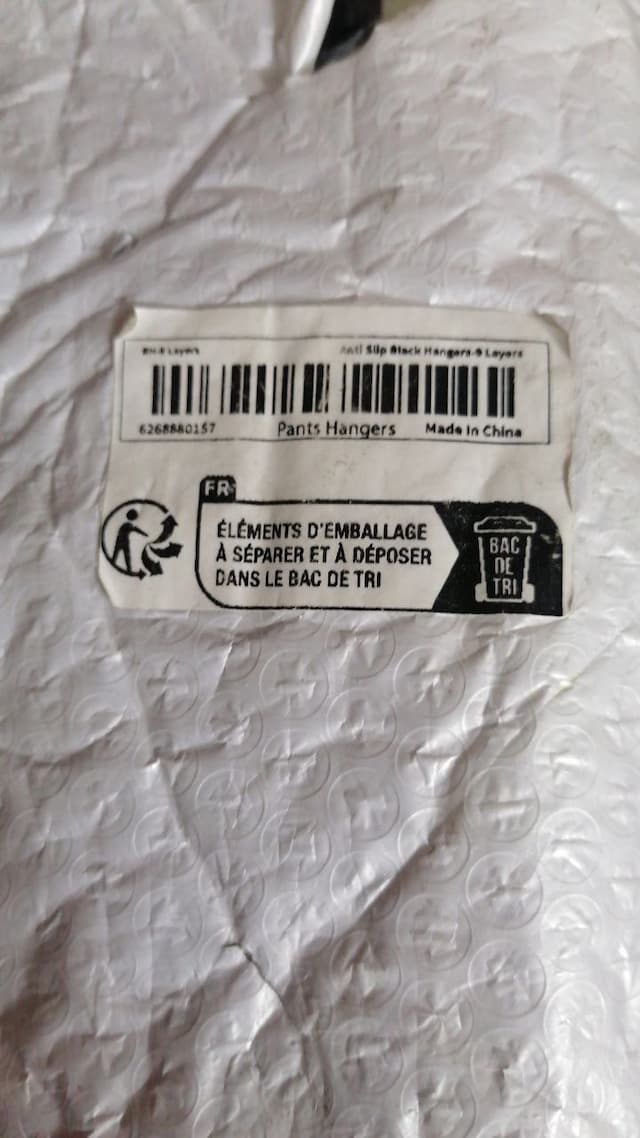 Layers Anti Slip Black Hangers-9 Layers
6268880157 Pants Hangers Made In China
FR
ÉLÉMENTS D'EMBALLAGE
À SÉPARER ET À DÉPOSER
DANS LE BAC DE TRI
BAC
DE
TRI